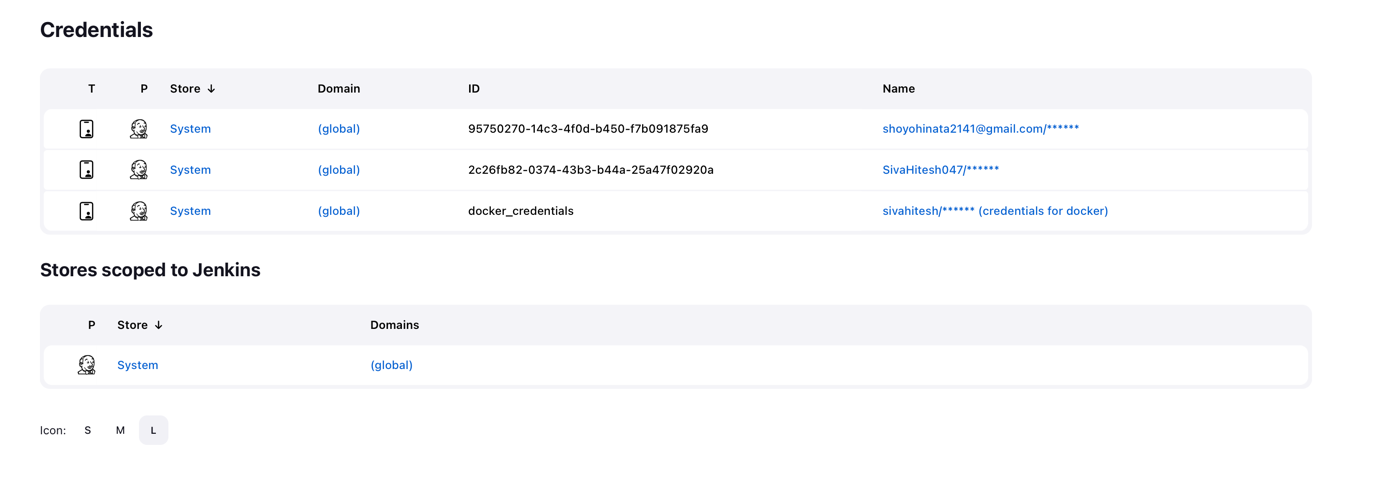 Credentials
T P Store ↓ Domain ID Name
System (global) 95750270-14c3-4f0d-b450-f7b091875fa9 shoyohinata2141@gmail.com/******
System (global) 2c26fb82-0374-43b3-b44a-25a47f02920a SivaHitesh047/******
System (global) docker_credentials sivahitesh/****** (credentials for docker)
Stores scoped to Jenkins
P Store ↓ Domains
System (global)
Icon: S M L